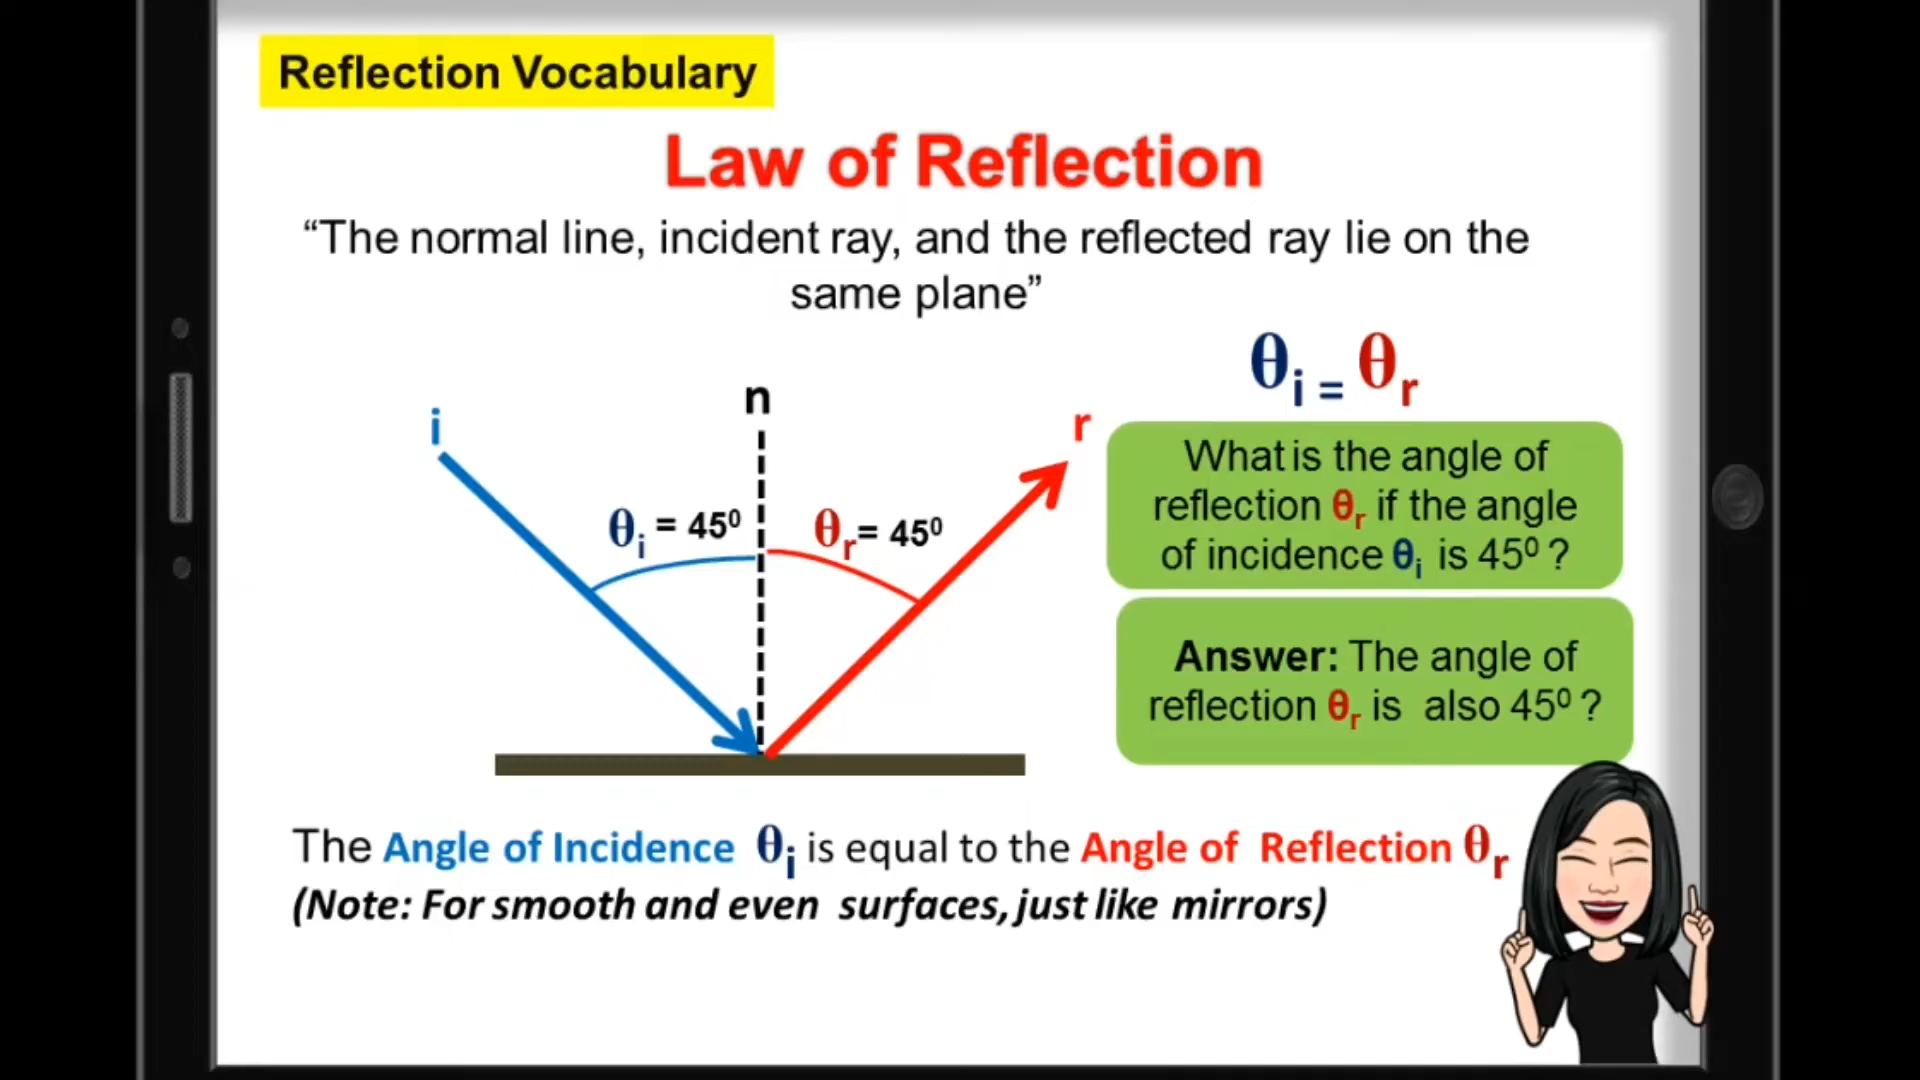 Reflection Vocabulary
Law of Reflection
“The normal line, incident ray, and the reflected ray lie on the
same plane”
θi = θr
n
i
r
θi = 45⁰
θr = 45⁰
What is the angle of
reflection θr if the angle
of incidence θi is 45⁰ ?
Answer: The angle of
reflection θr is also 45⁰ ?
The Angle of Incidence θi is equal to the Angle of Reflection θr
(Note: For smooth and even surfaces, just like mirrors)